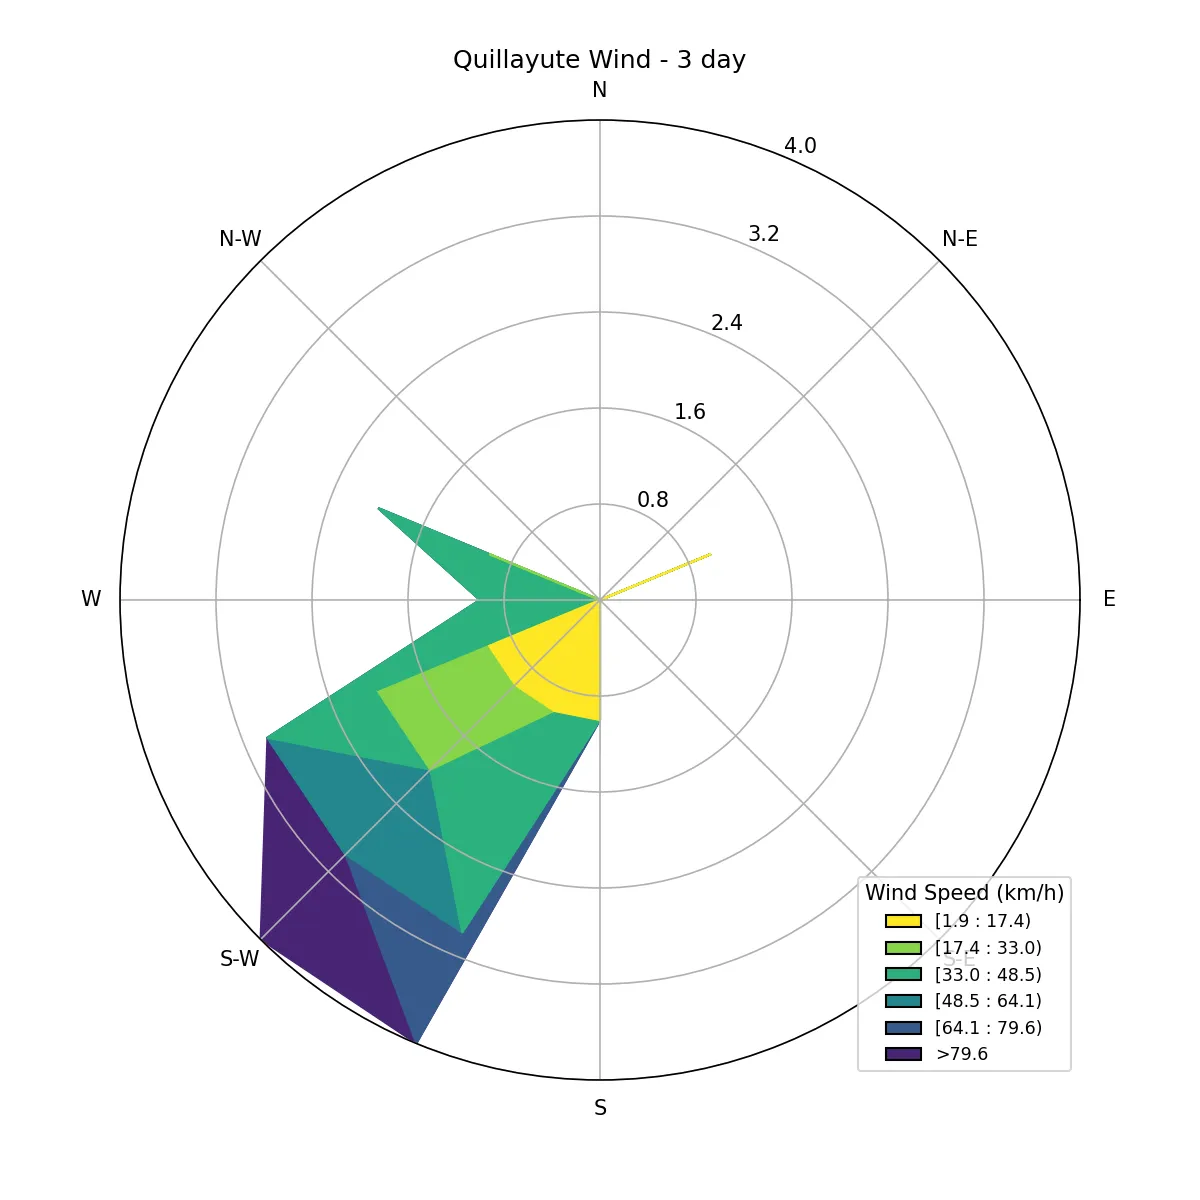 Quillayute Wind - 3 day
N
4.0
N-W
3.2
N-E
2.4
1.6
0.8
W
E
Wind Speed (km/h)
[1.9 : 17.4)
[17.4 : 33.0)
S-W
S-E
[33.0 : 48.5)
[48.5 : 64.1)
[64.1 : 79.6)
>79.6
S